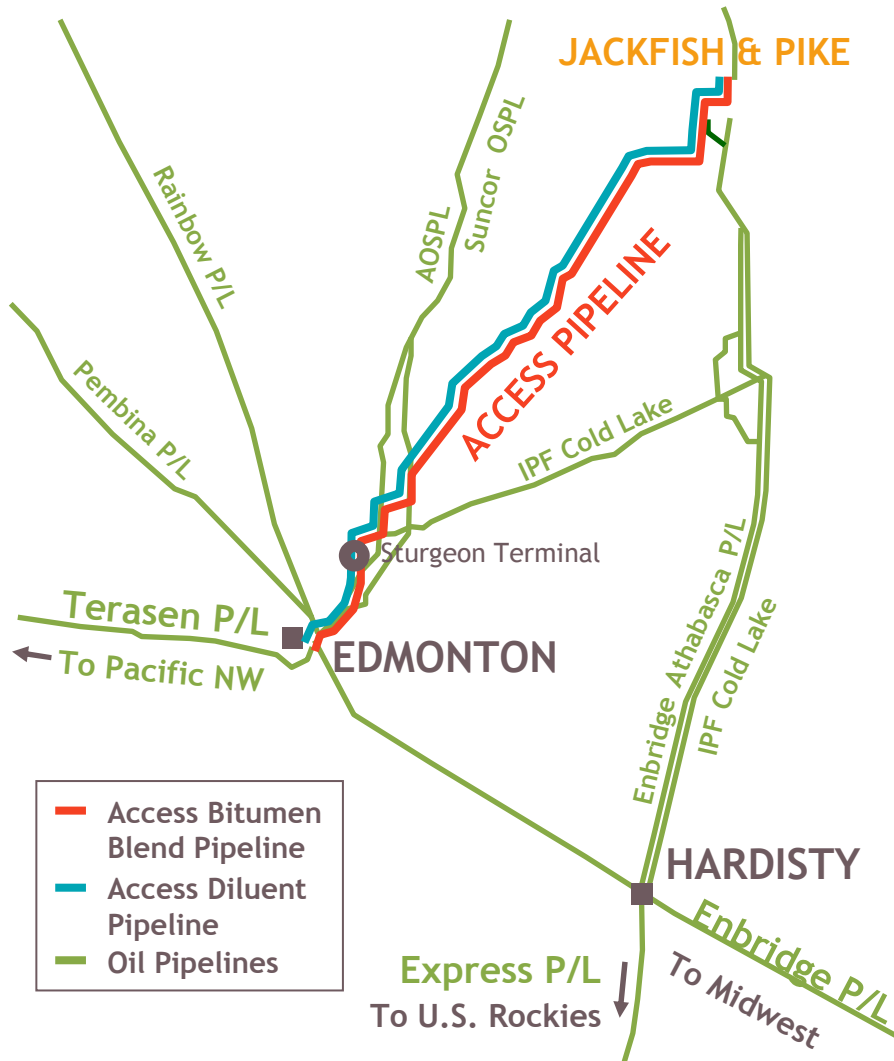 JACKFISH & PIKE
Rainbow P/L
AOSPL
Suncor OSPL
ACCESS PIPELINE
Pembina P/L
IPF Cold Lake
Sturgeon Terminal
Terasen P/L
To Pacific NW
EDMONTON
Enbridge Athabasca P/L
IPF Cold Lake
Access Bitumen
Blend Pipeline
Access Diluent
Pipeline
Oil Pipelines
HARDISTY
Enbridge P/L
To Midwest
Express P/L
To U.S. Rockies